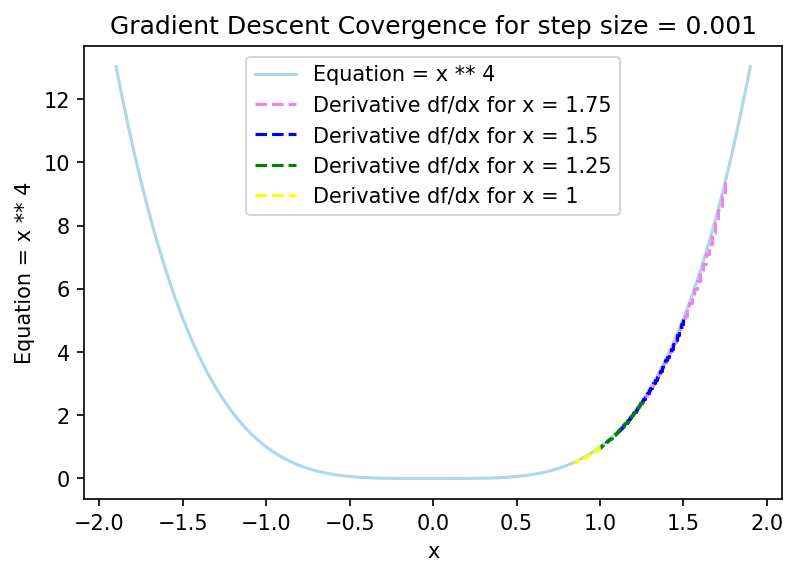 Gradient Descent Covergence for step size = 0.001
Equation = x ** 4
Derivative df/dx for x = 1.75
Derivative df/dx for x = 1.5
Derivative df/dx for x = 1.25
Derivative df/dx for x = 1
Equation = x ** 4
12
10
8
6
4
2
0
−2.0 −1.5 −1.0 −0.5 0.0 0.5 1.0 1.5 2.0
x